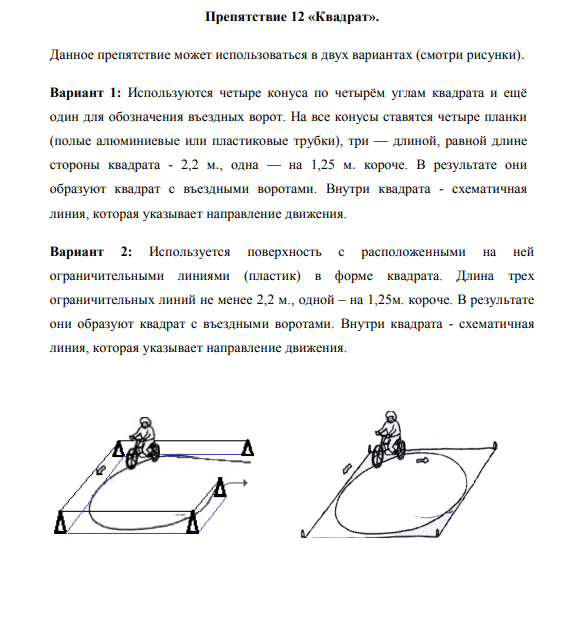 Препятствие 12 «Квадрат».
Данное препятствие может использоваться в двух вариантах (смотри рисунки).
Вариант 1: Используются четыре конуса по четырём углам квадрата и ещё
один для обозначения въездных ворот. На все конусы ставятся четыре планки
(полые алюминиевые или пластиковые трубки), три — длиной, равной длине
стороны квадрата - 2,2 м., одна — на 1,25 м. короче. В результате они
образуют квадрат с въездными воротами. Внутри квадрата - схематичная
линия, которая указывает направление движения.
Вариант 2: Используется поверхность с расположенными на ней
ограничительными линиями (пластик) в форме квадрата. Длина трех
ограничительных линий не менее 2,2 м., одной – на 1,25м. короче. В результате
они образуют квадрат с въездными воротами. Внутри квадрата - схематичная
линия, которая указывает направление движения.